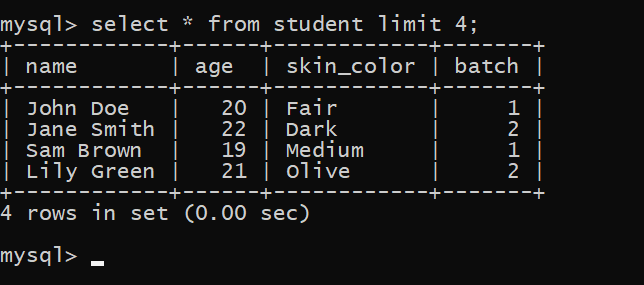 mysql> select * from student limit 4;
+------------+------+------------+-------+
| name       | age  | skin_color | batch |
+------------+------+------------+-------+
| John Doe   |   20 | Fair       |     1 |
| Jane Smith |   22 | Dark       |     2 |
| Sam Brown  |   19 | Medium     |     1 |
| Lily Green |   21 | Olive      |     2 |
+------------+------+------------+-------+
4 rows in set (0.00 sec)
mysql>